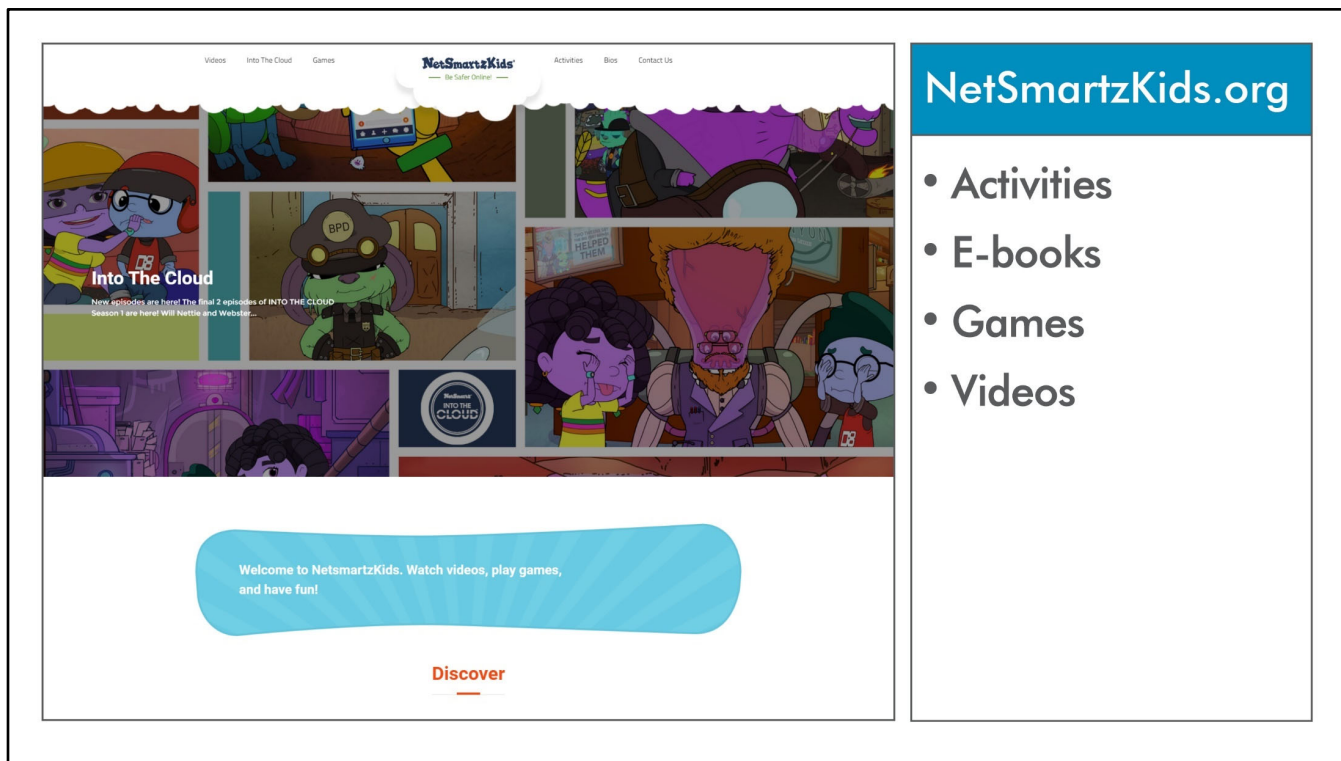 Videos Into The Cloud Games NetSmartzKids Activities Bios Contact Us
Be Safer Online!
BPD
HELPED
THEM
D8
Into The Cloud
New episodes are here! The final 2 episodes of INTO THE CLOUD
Season 1 are here! Will Nettie and Webster...
NetSmartz
INTO THE
CLOUD
D8
Welcome to NetsmartzKids. Watch videos, play games,
and have fun!
Discover
NetSmartzKids.org
• Activities
• E-books
• Games
• Videos